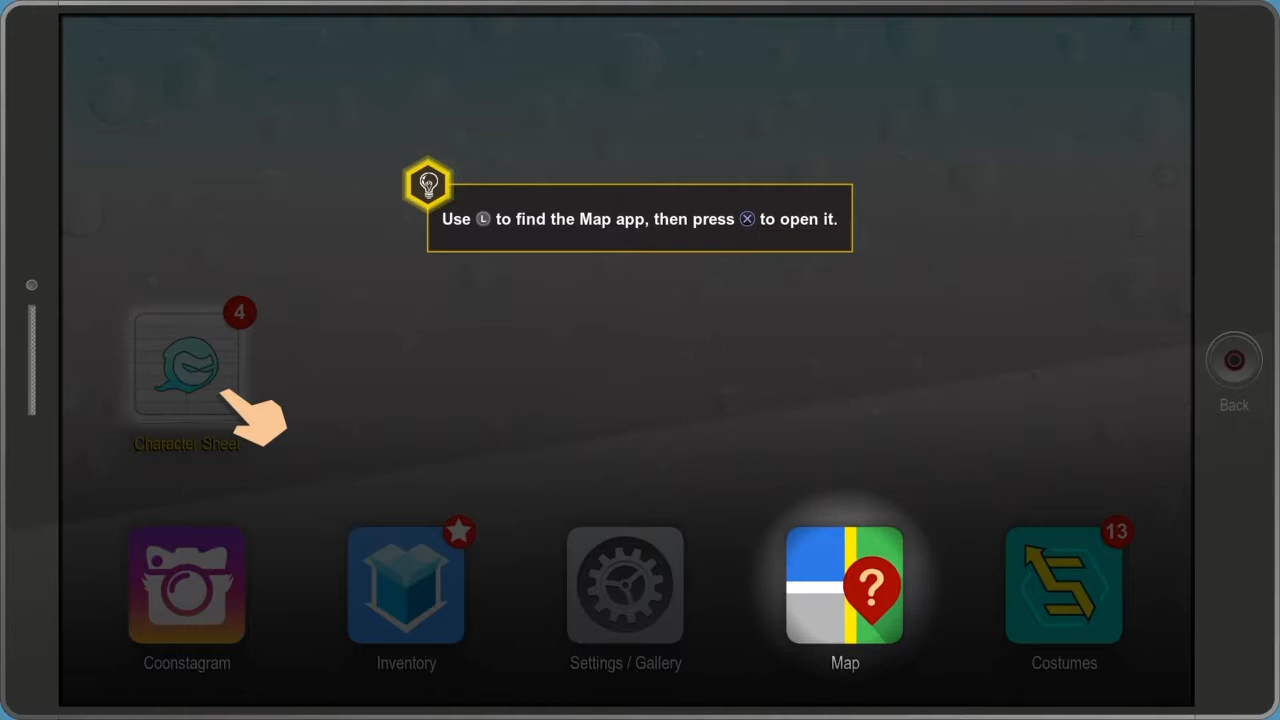 Use L to find the Map app, then press X to open it.
4
Character Sheet
Back
13
?
Coonstagram
Inventory
Settings / Gallery
Map
Costumes